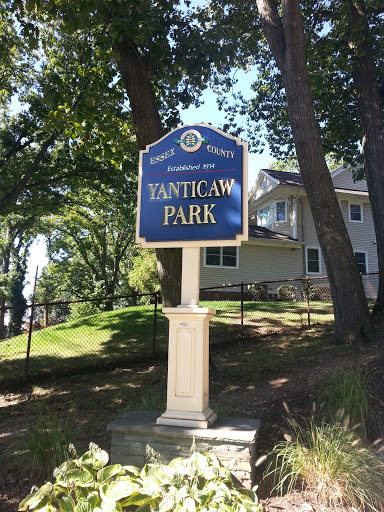 ESSEX COUNTY
Established 1914
YANTICAW
PARK